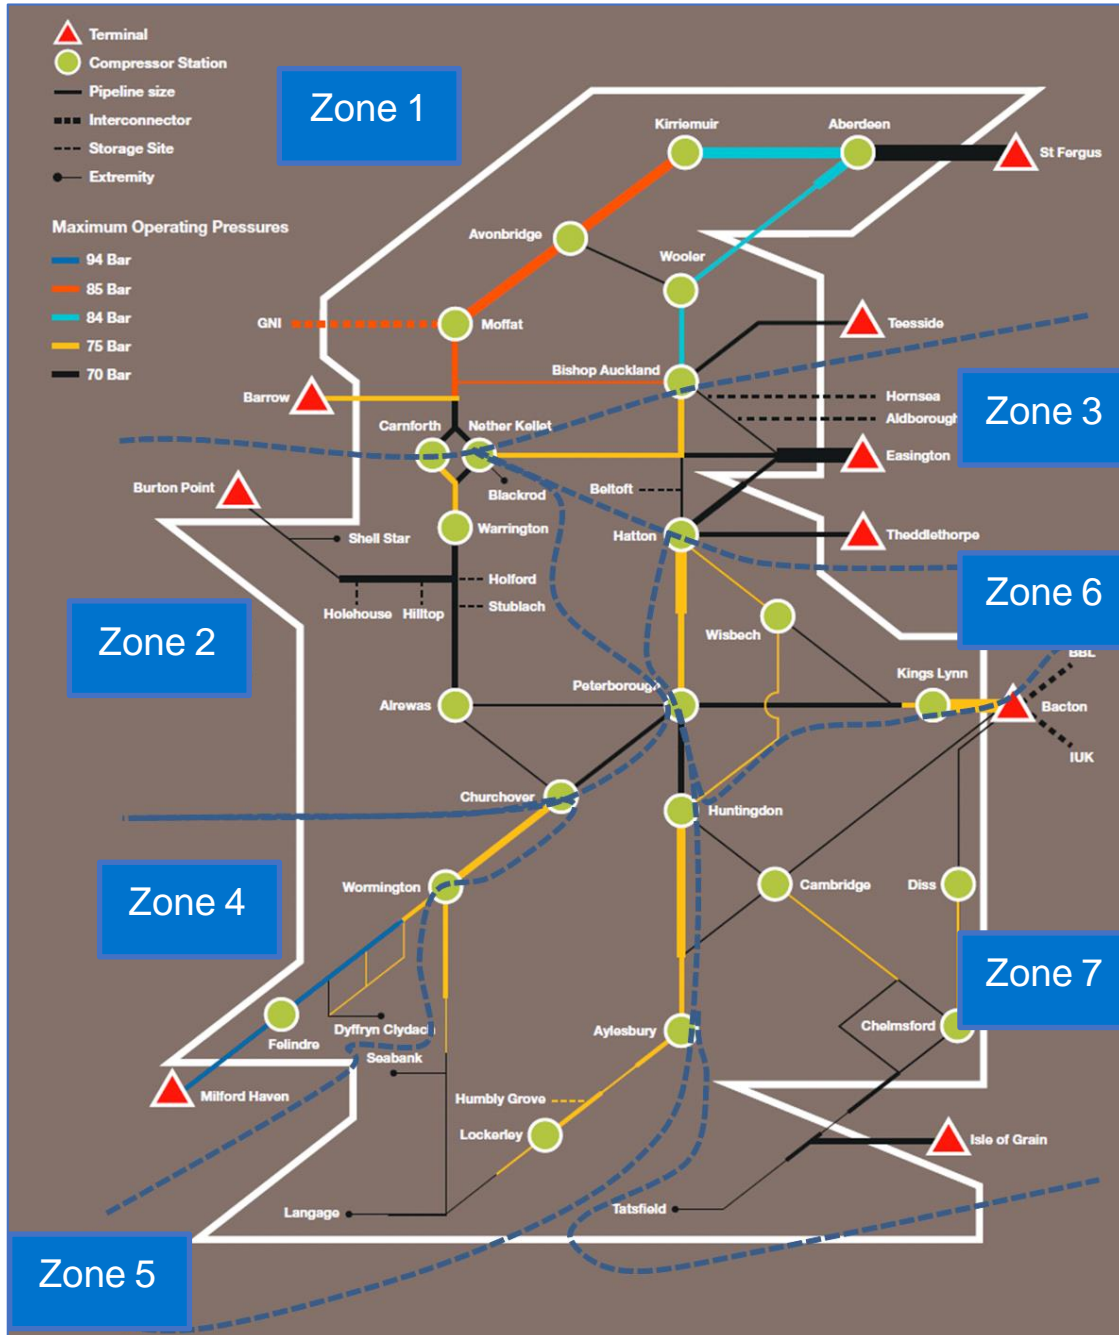 Terminal
Compressor Station
Pipeline size
Interconnector
Storage Site
Extremity
Maximum Operating Pressures
94 Bar
85 Bar
84 Bar
75 Bar
70 Bar
Zone 1
Kirriemuir
Aberdeen
St Fergus
Avonbridge
Wooler
GNI
Moffat
Teesside
Bishop Auckland
Barrow
Hornsea
Aldborough
Zone 3
Carnforth
Nether Kellet
Easington
Blackrod
Beltoft
Burton Point
Warrington
Shell Star
Hatton
Theddlethorpe
Holford
Holehouse
Hilltop
Stublach
Zone 6
Zone 2
Wisbech
BBL
Kings Lynn
Peterborough
Alrewas
Bacton
IUK
Churchover
Huntingdon
Zone 4
Wormington
Cambridge
Diss
Zone 7
Felindre
Dyffryn Clydach
Aylesbury
Chelmsford
Seabank
Milford Haven
Humbly Grove
Lockerley
Isle of Grain
Langage
Tatsfield
Zone 5